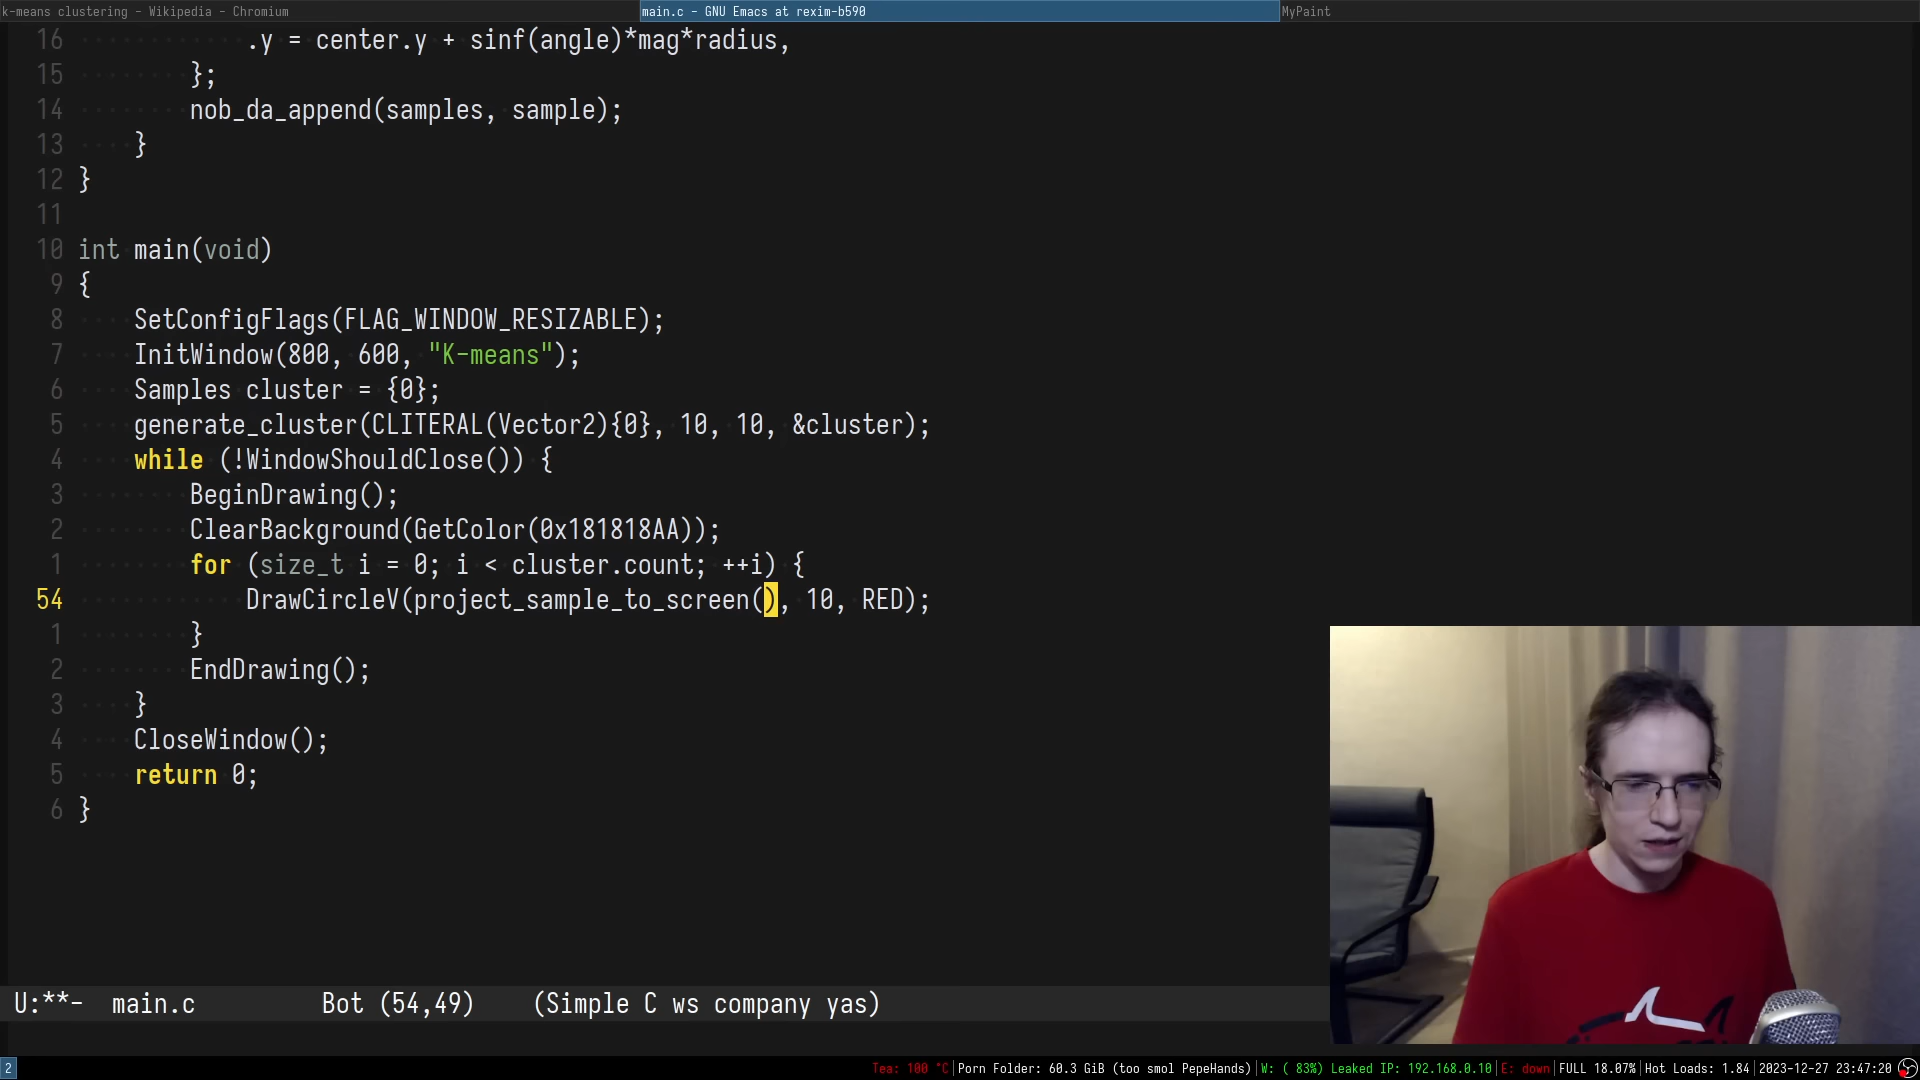 k-means clustering - Wikipedia - Chromium
main.c - GNU Emacs at rexim-b590
MyPaint
16 .y = center.y + sinf(angle)*mag*radius,
15 };
14 nob_da_append(samples, sample);
13 }
12 }
11
10 int main(void)
9 {
8 SetConfigFlags(FLAG_WINDOW_RESIZABLE);
7 InitWindow(800, 600, "K-means");
6 Samples cluster = {0};
5 generate_cluster(CLITERAL(Vector2){0}, 10, 10, &cluster);
4 while (!WindowShouldClose()) {
3 BeginDrawing();
2 ClearBackground(GetColor(0x181818AA));
1 for (size_t i = 0; i < cluster.count; ++i) {
54 DrawCircleV(project_sample_to_screen(), 10, RED);
1 }
2 EndDrawing();
3 }
4 CloseWindow();
5 return 0;
6 }
U:**- main.c Bot (54,49) (Simple C ws company yas)
2
Tea: 100 °C|Porn Folder: 60.3 GiB (too smol PepeHands)|W: ( 83%) Leaked IP: 192.168.0.10|E: down|FULL 18.07%|Hot Loads: 1.84|2023-12-27 23:47:20